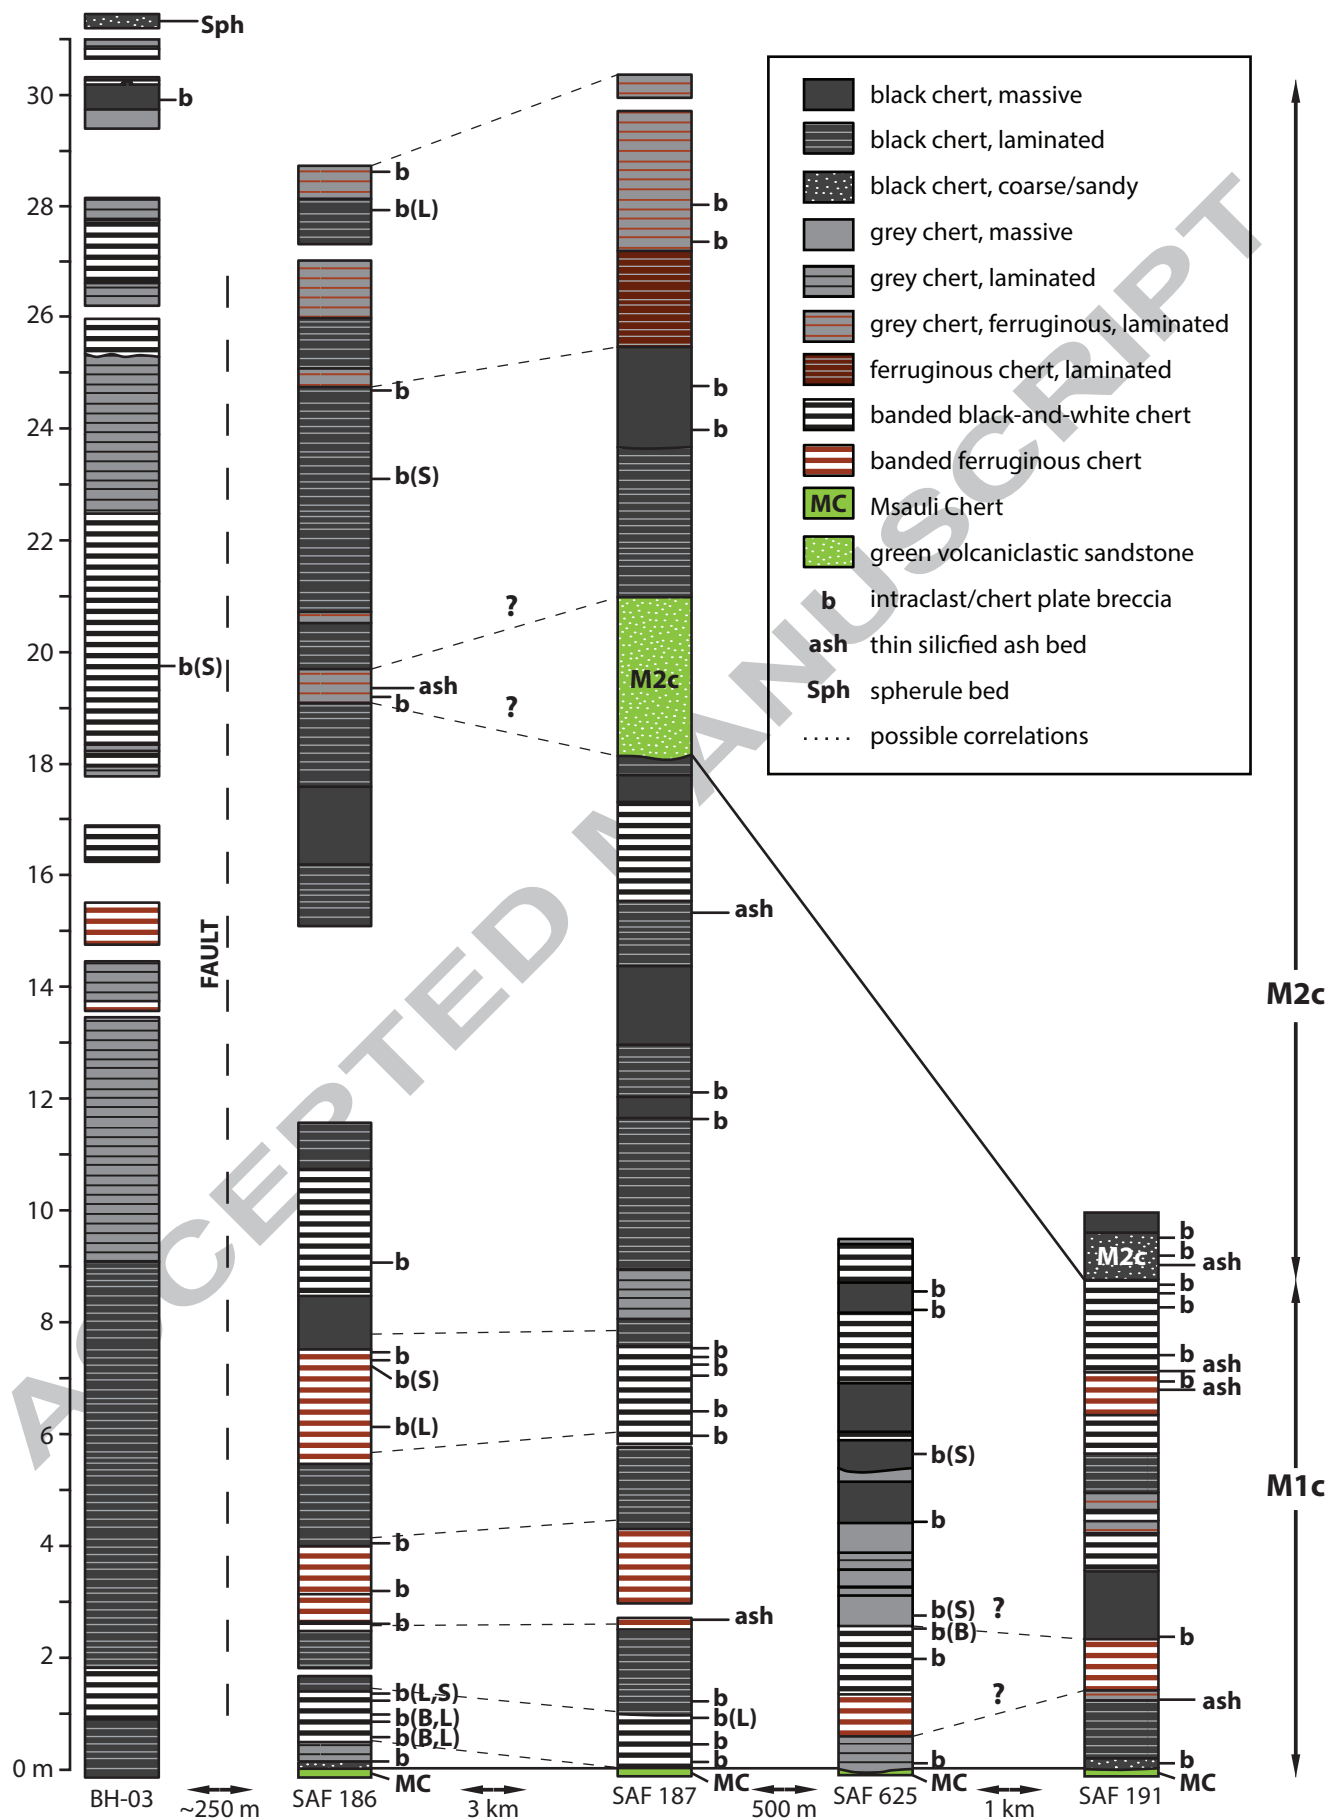 Sph
b
b(S)
30
28
26
24
22
20
18
16
14
12
10
8
6
4
2
0 m
FAULT
b
b(L)
b
b(S)
ash
b
b
b
b(S)
b(L)
b
b
b
b(L,S)
b(B,L)
b(B,L)
b
MC
?
?
b
b
b
b
M2c
ash
b
b
b
b
b
b
ash
b
b(L)
b
b
MC
b
b
b(S)
b
b(S)
b(B)
b
b
MC
?
?
b
b
ash
M2c
b
b
b
ash
b
ash
b
ash
b
MC
black chert, massive
black chert, laminated
black chert, coarse/sandy
grey chert, massive
grey chert, laminated
grey chert, ferruginous, laminated
ferruginous chert, laminated
banded black-and-white chert
banded ferruginous chert
MC Msauli Chert
green volcaniclastic sandstone
b intraclast/chert plate breccia
ash thin silicfied ash bed
Sph spherule bed
possible correlations
M2c
M1c
BH-03
~250 m
SAF 186
3 km
SAF 187
500 m
SAF 625
1 km
SAF 191
ACCEPTED MANUSCRIPT